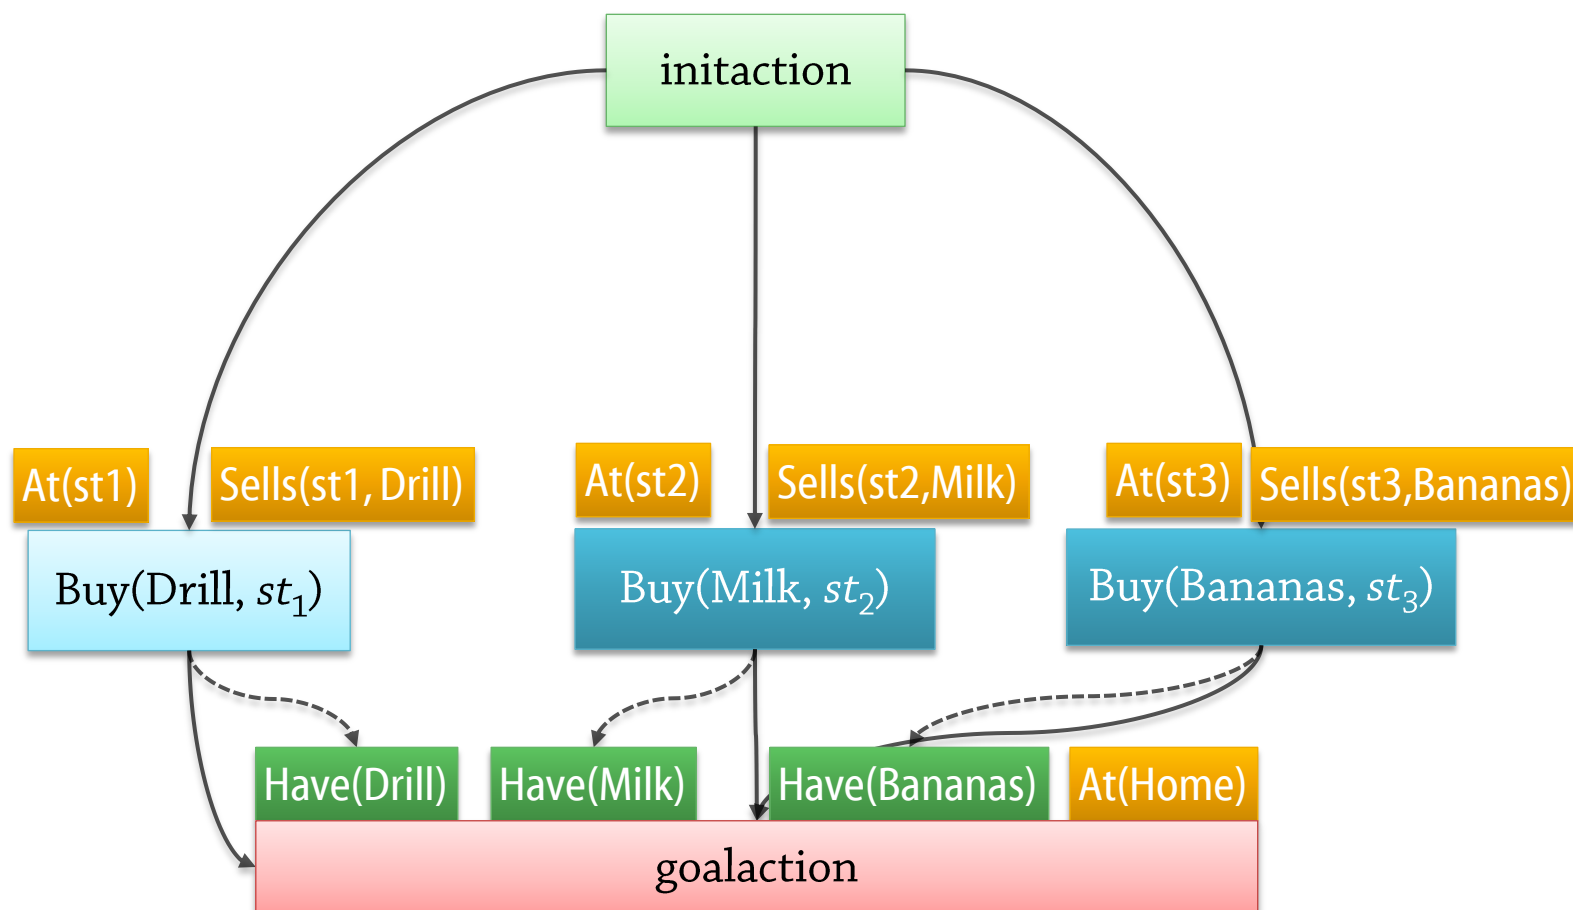 initaction
At(st1)
Sells(st1, Drill)
At(st2)
Sells(st2,Milk)
At(st3)
Sells(st3,Bananas)
Buy(Drill, st₁)
Buy(Milk, st₂)
Buy(Bananas, st₃)
Have(Drill)
Have(Milk)
Have(Bananas)
At(Home)
goalaction